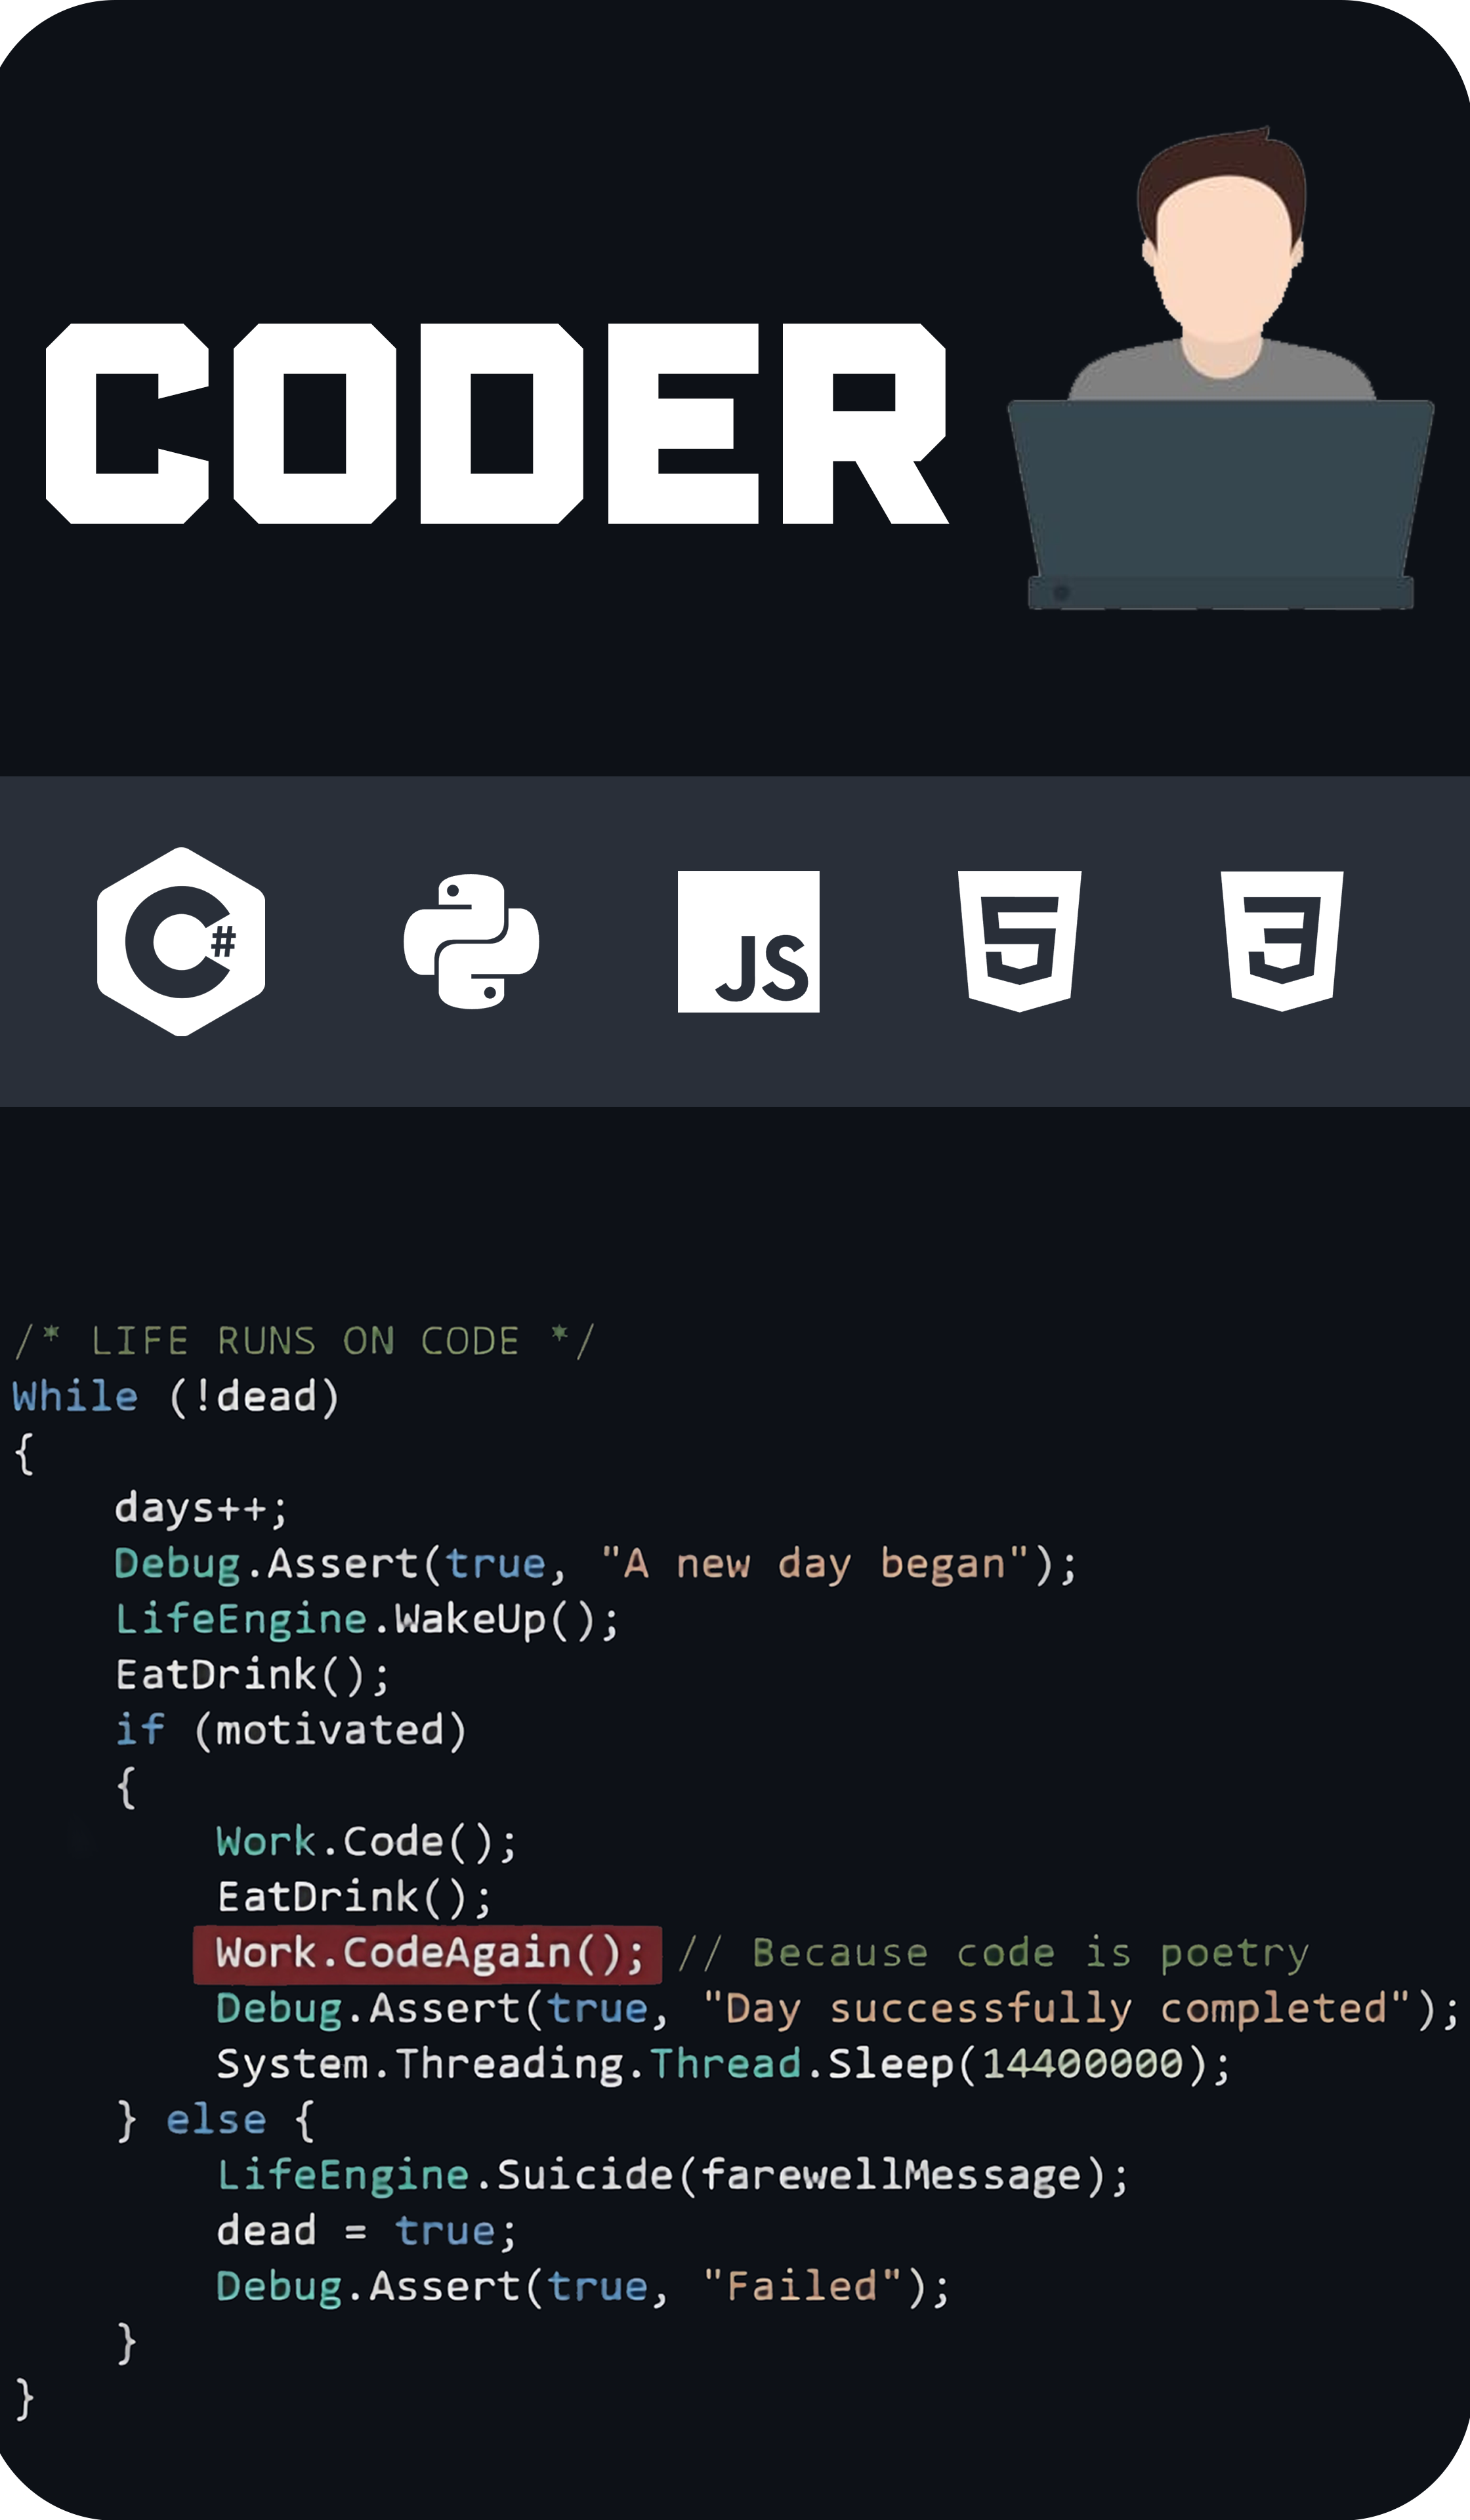 CODER
C#
JS
5
3
/* LIFE RUNS ON CODE */
While (!dead)
{
    days++;
    Debug.Assert(true, "A new day began");
    LifeEngine.WakeUp();
    EatDrink();
    if (motivated)
    {
        Work.Code();
        EatDrink();
        Work.CodeAgain(); // Because code is poetry
        Debug.Assert(true, "Day successfully completed");
        System.Threading.Thread.Sleep(14400000);
    } else {
        LifeEngine.Suicide(farewellMessage);
        dead = true;
        Debug.Assert(true, "Failed");
    }
}